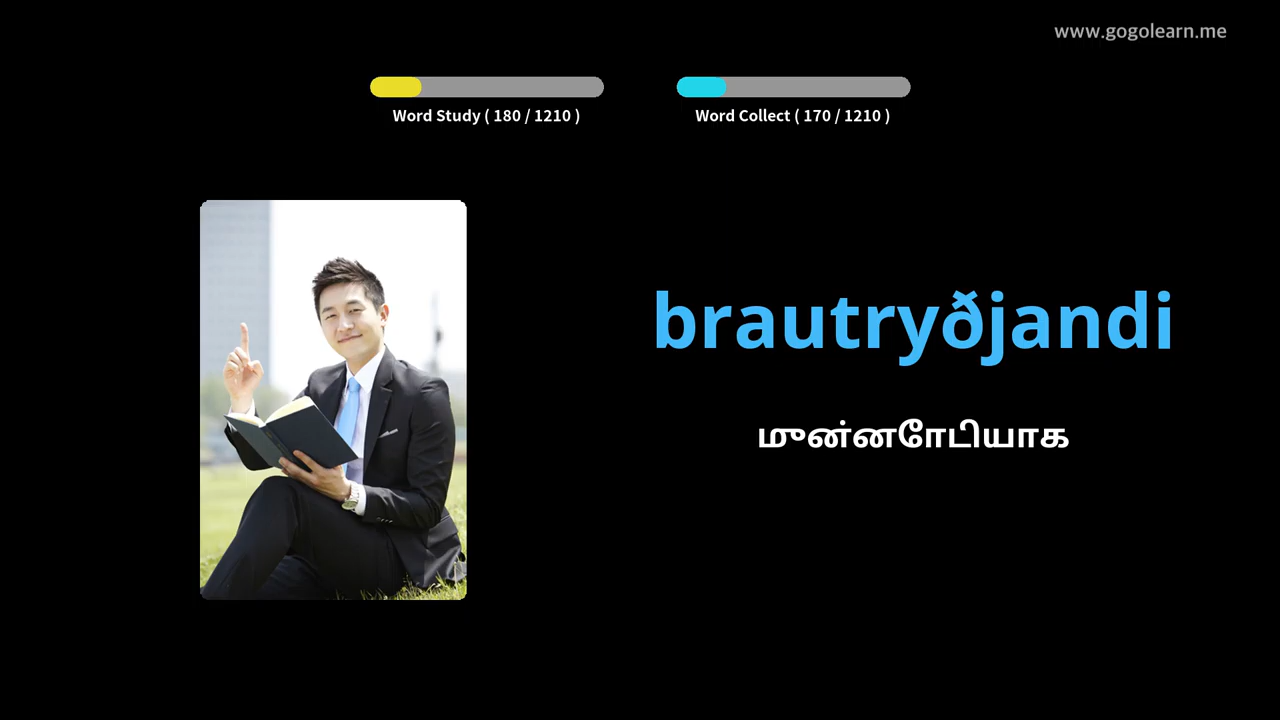 www.gogolearn.me
Word Study ( 180 / 1210 )
Word Collect ( 170 / 1210 )
brautryðjandi
முன்னோடியாக